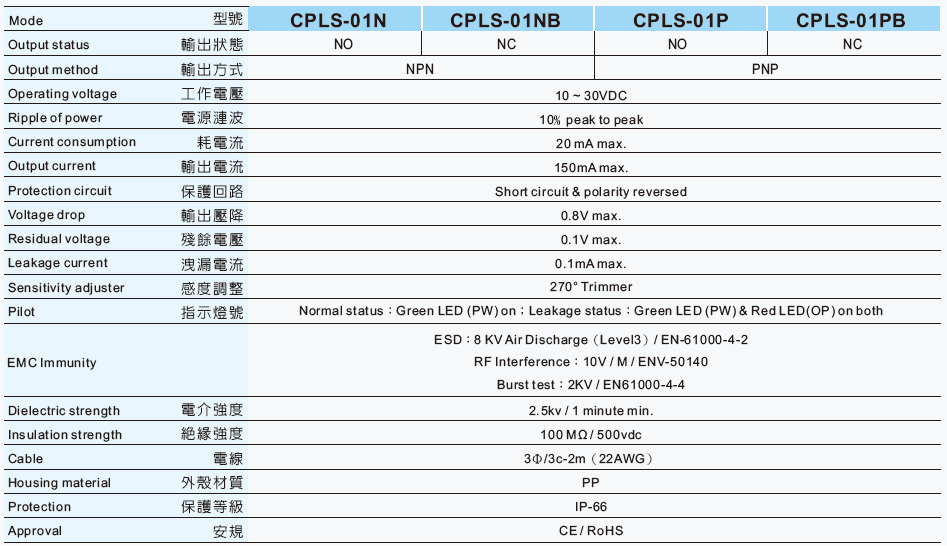 Mode 型號 CPLS-01N CPLS-01NB CPLS-01P CPLS-01PB
Output status 輸出狀態 NO NC NO NC
Output method 輸出方式 NPN PNP
Operating voltage 工作電壓 10 ~ 30VDC
Ripple of power 電源漣波 10% peak to peak
Current consumption 耗電流 20 mA max.
Output current 輸出電流 150mA max.
Protection circuit 保護回路 Short circuit & polarity reversed
Voltage drop 輸出壓降 0.8V max.
Residual voltage 殘餘電壓 0.1V max.
Leakage current 洩漏電流 0.1mA max.
Sensitivity adjuster 感度調整 270° Trimmer
Pilot 指示燈號 Normal status：Green LED (PW) on；Leakage status：Green LED (PW) & Red LED(OP) on both
EMC Immunity
ESD：8 KV Air Discharge（Level3）/ EN-61000-4-2
RF Interference：10V / M / ENV-50140
Burst test：2KV / EN61000-4-4
Dielectric strength 電介強度 2.5kv / 1 minute min.
Insulation strength 絕緣強度 100 MΩ / 500vdc
Cable 電線 3Φ/3c-2m（22AWG）
Housing material 外殼材質 PP
Protection 保護等級 IP-66
Approval 安規 CE / RoHS